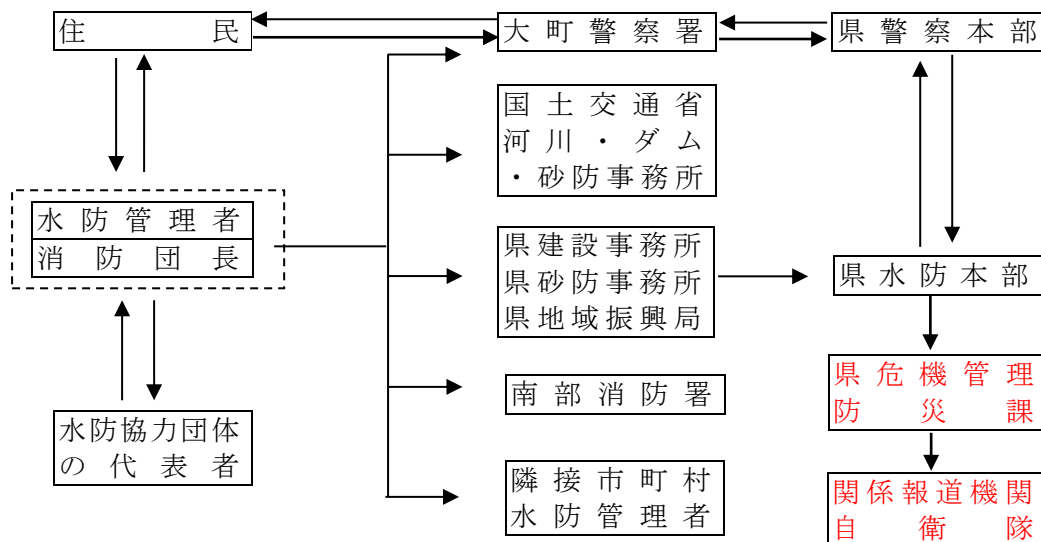 住民
大町警察署
県警察本部
国土交通省
河川・ダム
・砂防事務所
水防管理者
消防団長
県建設事務所
県砂防事務所
県地域振興局
県水防本部
県危機管理
防災課
南部消防署
水防協力団体
の代表者
隣接市町村
水防管理者
関係報道機関
自衛隊